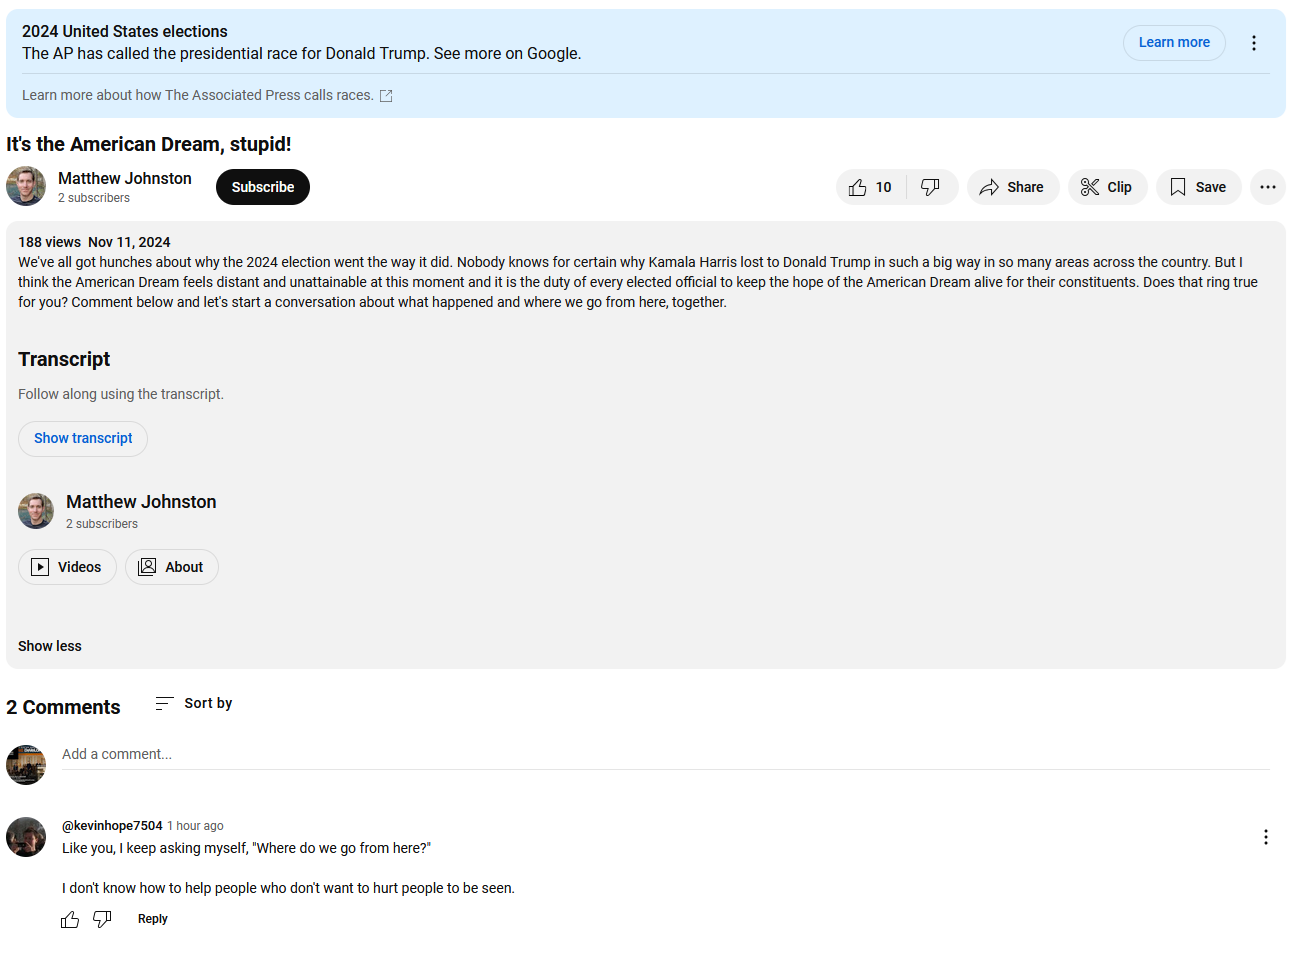 2024 United States elections
The AP has called the presidential race for Donald Trump. See more on Google.
Learn more
Learn more about how The Associated Press calls races.
It's the American Dream, stupid!
Matthew Johnston
2 subscribers
Subscribe
10
Share
Clip
Save
188 views  Nov 11, 2024
We've all got hunches about why the 2024 election went the way it did. Nobody knows for certain why Kamala Harris lost to Donald Trump in such a big way in so many areas across the country. But I
think the American Dream feels distant and unattainable at this moment and it is the duty of every elected official to keep the hope of the American Dream alive for their constituents. Does that ring true
for you? Comment below and let's start a conversation about what happened and where we go from here, together.
Transcript
Follow along using the transcript.
Show transcript
Matthew Johnston
2 subscribers
Videos
About
Show less
2 Comments
Sort by
Add a comment...
@kevinhope7504 1 hour ago
Like you, I keep asking myself, "Where do we go from here?"
I don't know how to help people who don't want to hurt people to be seen.
Reply